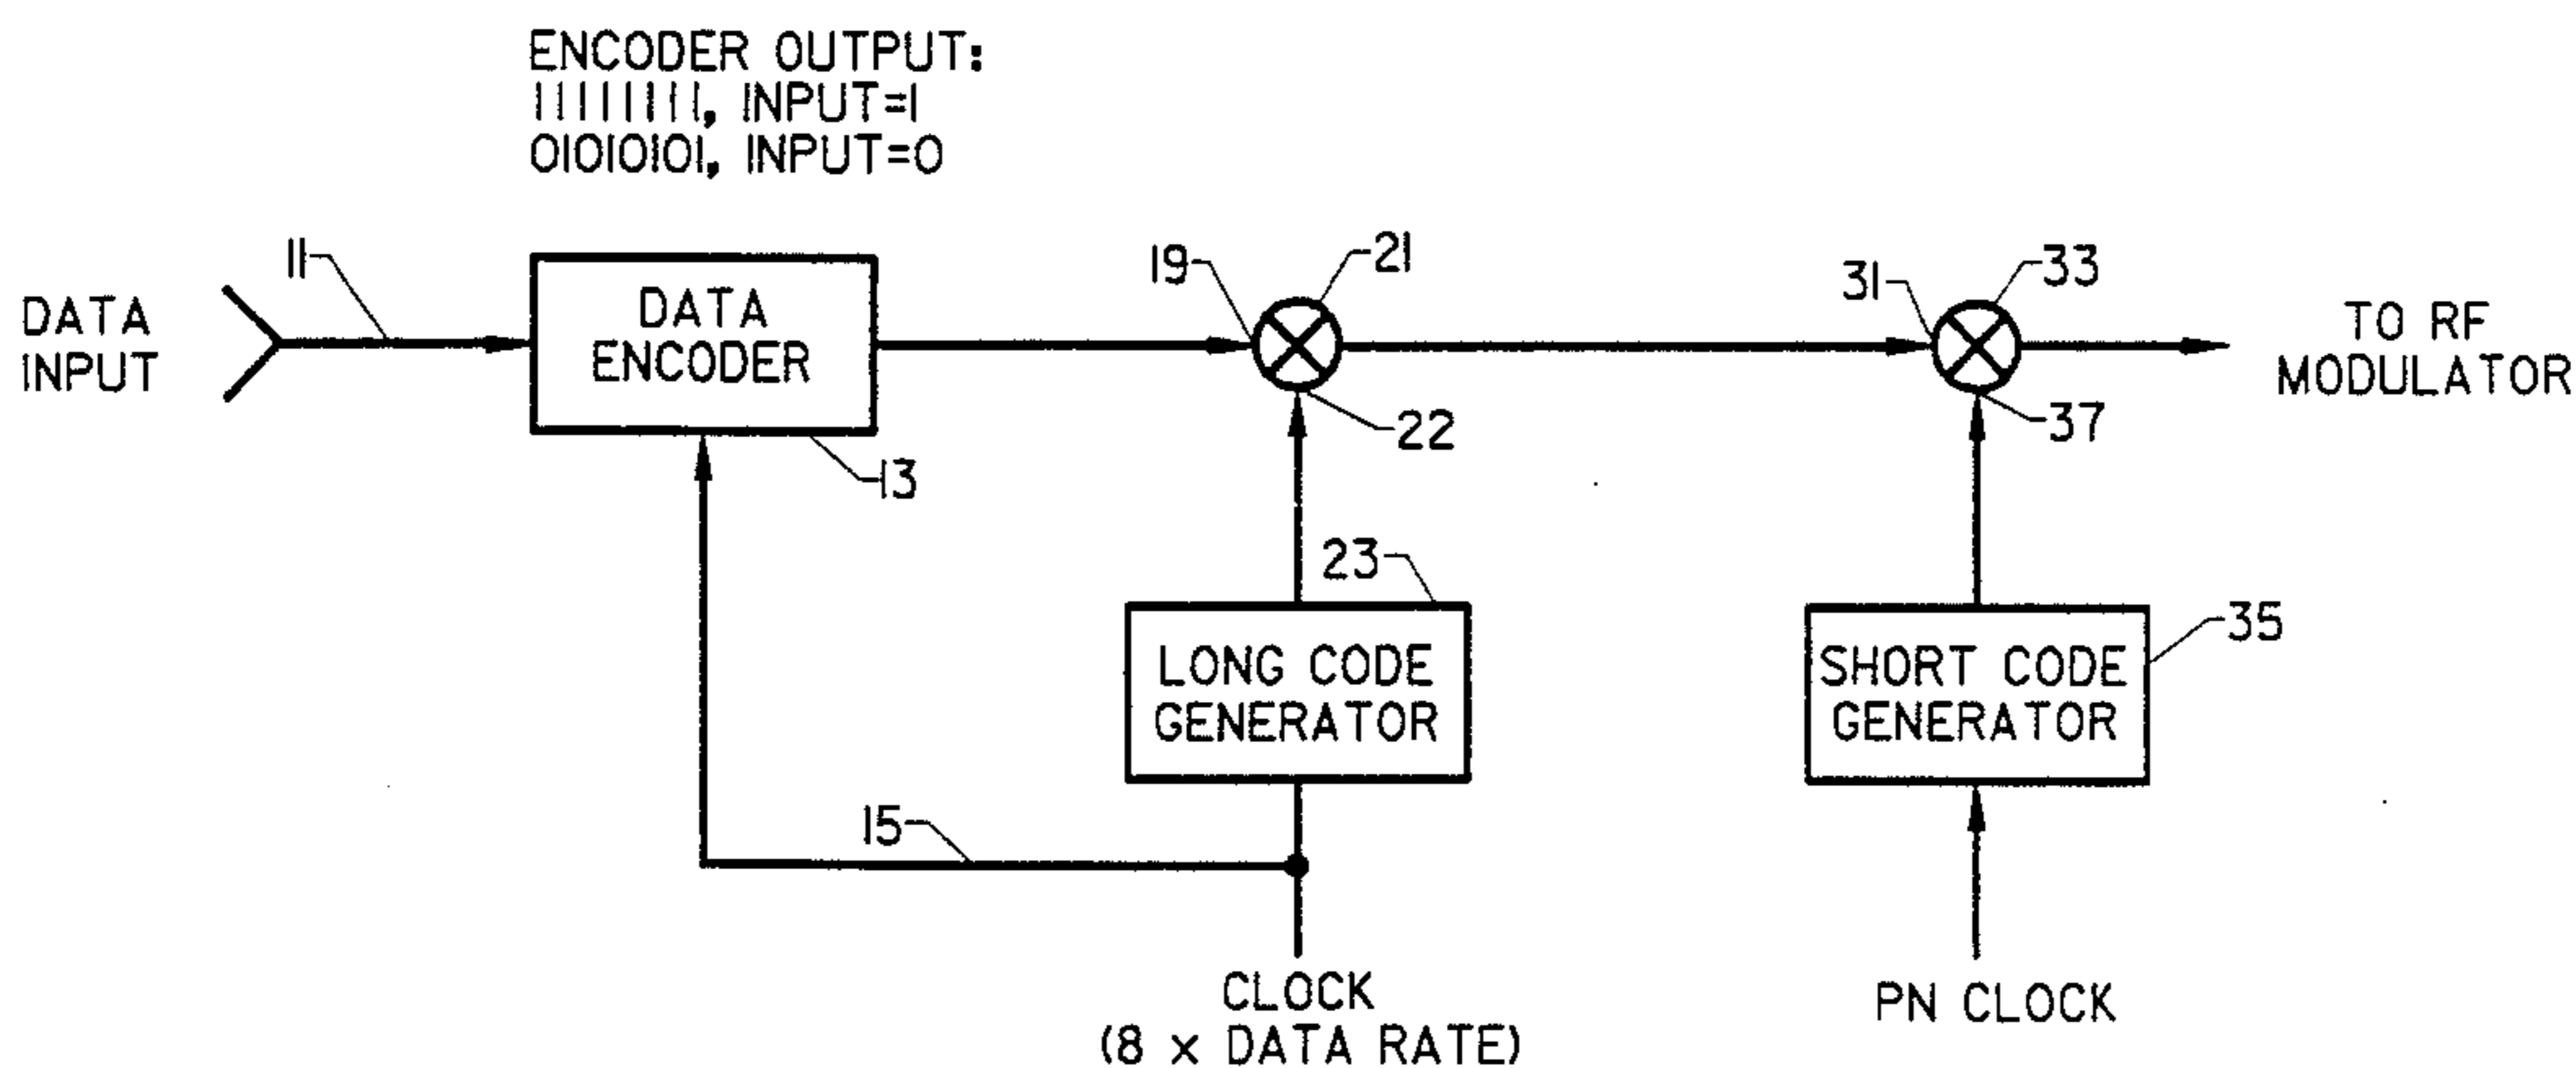 ENCODER OUTPUT:
11111111, INPUT=1
01010101, INPUT=0
11
19
21
31
33
DATA
INPUT
DATA
ENCODER
TO RF
MODULATOR
22
37
13
23
35
LONG CODE
GENERATOR
SHORT CODE
GENERATOR
15
CLOCK
(8 x DATA RATE)
PN CLOCK